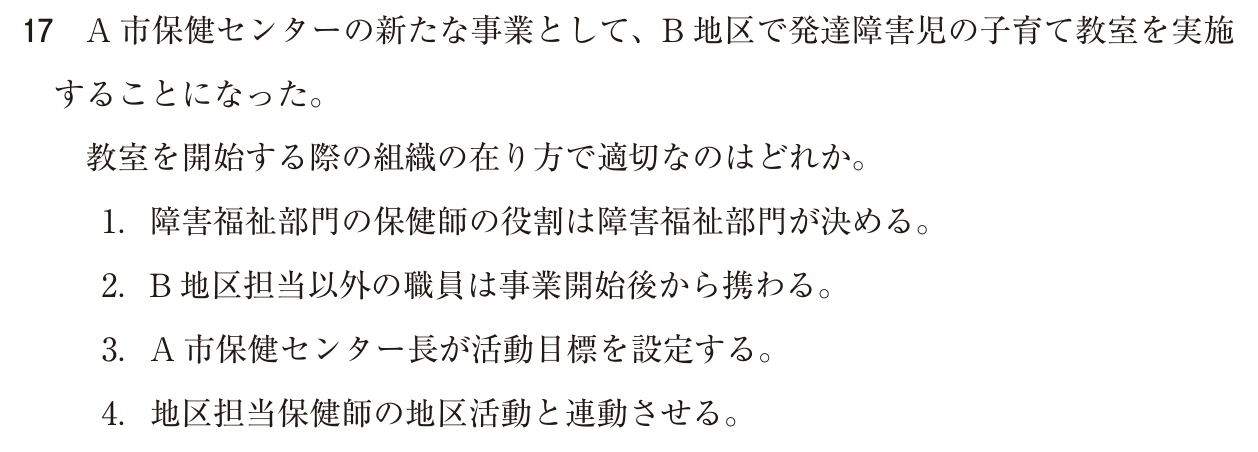 17 A 市保健センターの新たな事業として、B 地区で発達障害児の子育て教室を実施
することになった。
教室を開始する際の組織の在り方で適切なのはどれか。
1. 障害福祉部門の保健師の役割は障害福祉部門が決める。
2. B 地区担当以外の職員は事業開始後から携わる。
3. A 市保健センター長が活動目標を設定する。
4. 地区担当保健師の地区活動と連動させる。